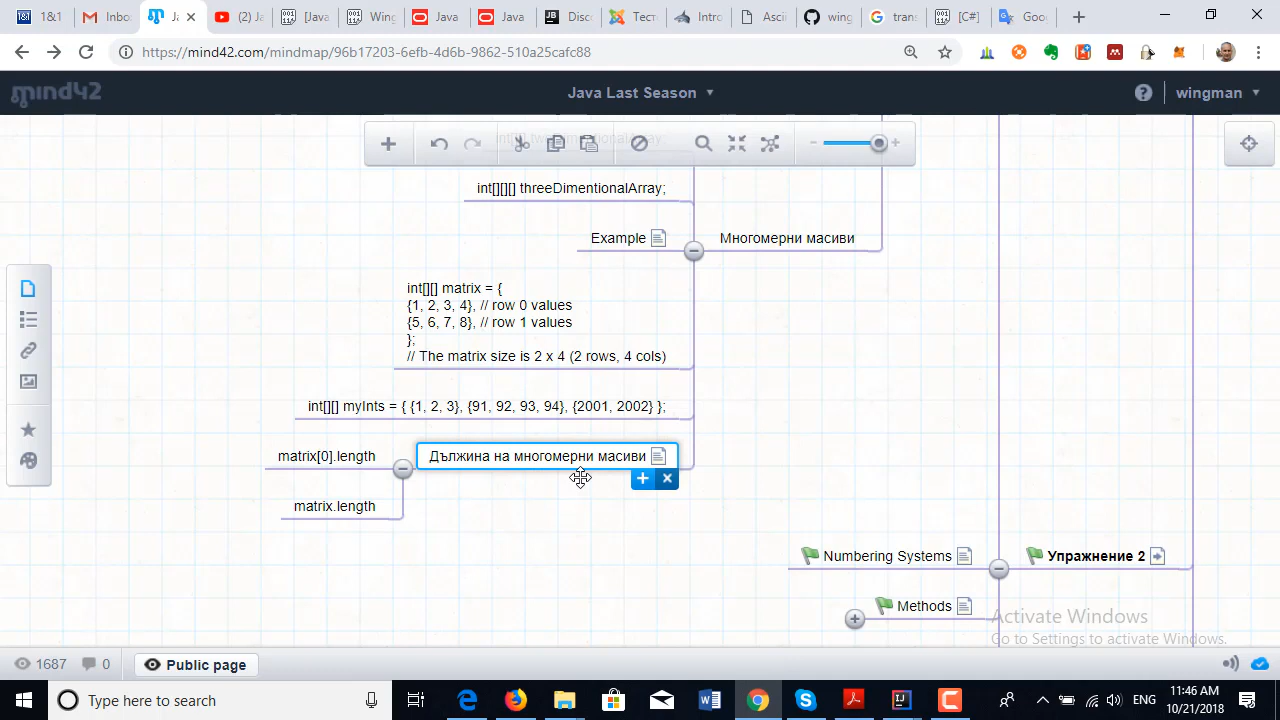 1&1
Inbo
Ja
(2) Ja
[Java
Wing
Java
Java
Disc
Тест
Intro
Ascii
wing
trans
[C#]
Goo
https://mind42.com/mindmap/96b17203-6efb-4d6b-9862-510a25cafc88
mind42
Java Last Season
wingman
int[][][] threeDimentionalArray;
Example
Многомерни масиви
int[][] matrix = {
{1, 2, 3, 4}, // row 0 values
{5, 6, 7, 8}, // row 1 values
};
// The matrix size is 2 x 4 (2 rows, 4 cols)
int[][] myInts = { {1, 2, 3}, {91, 92, 93, 94}, {2001, 2002} };
matrix[0].length
Дължина на многомерни масиви
matrix.length
Numbering Systems
Упражнение 2
Methods
Activate Windows
Go to Settings to activate Windows.
1687
0
Public page
Type here to search
ENG
11:46 AM
10/21/2018